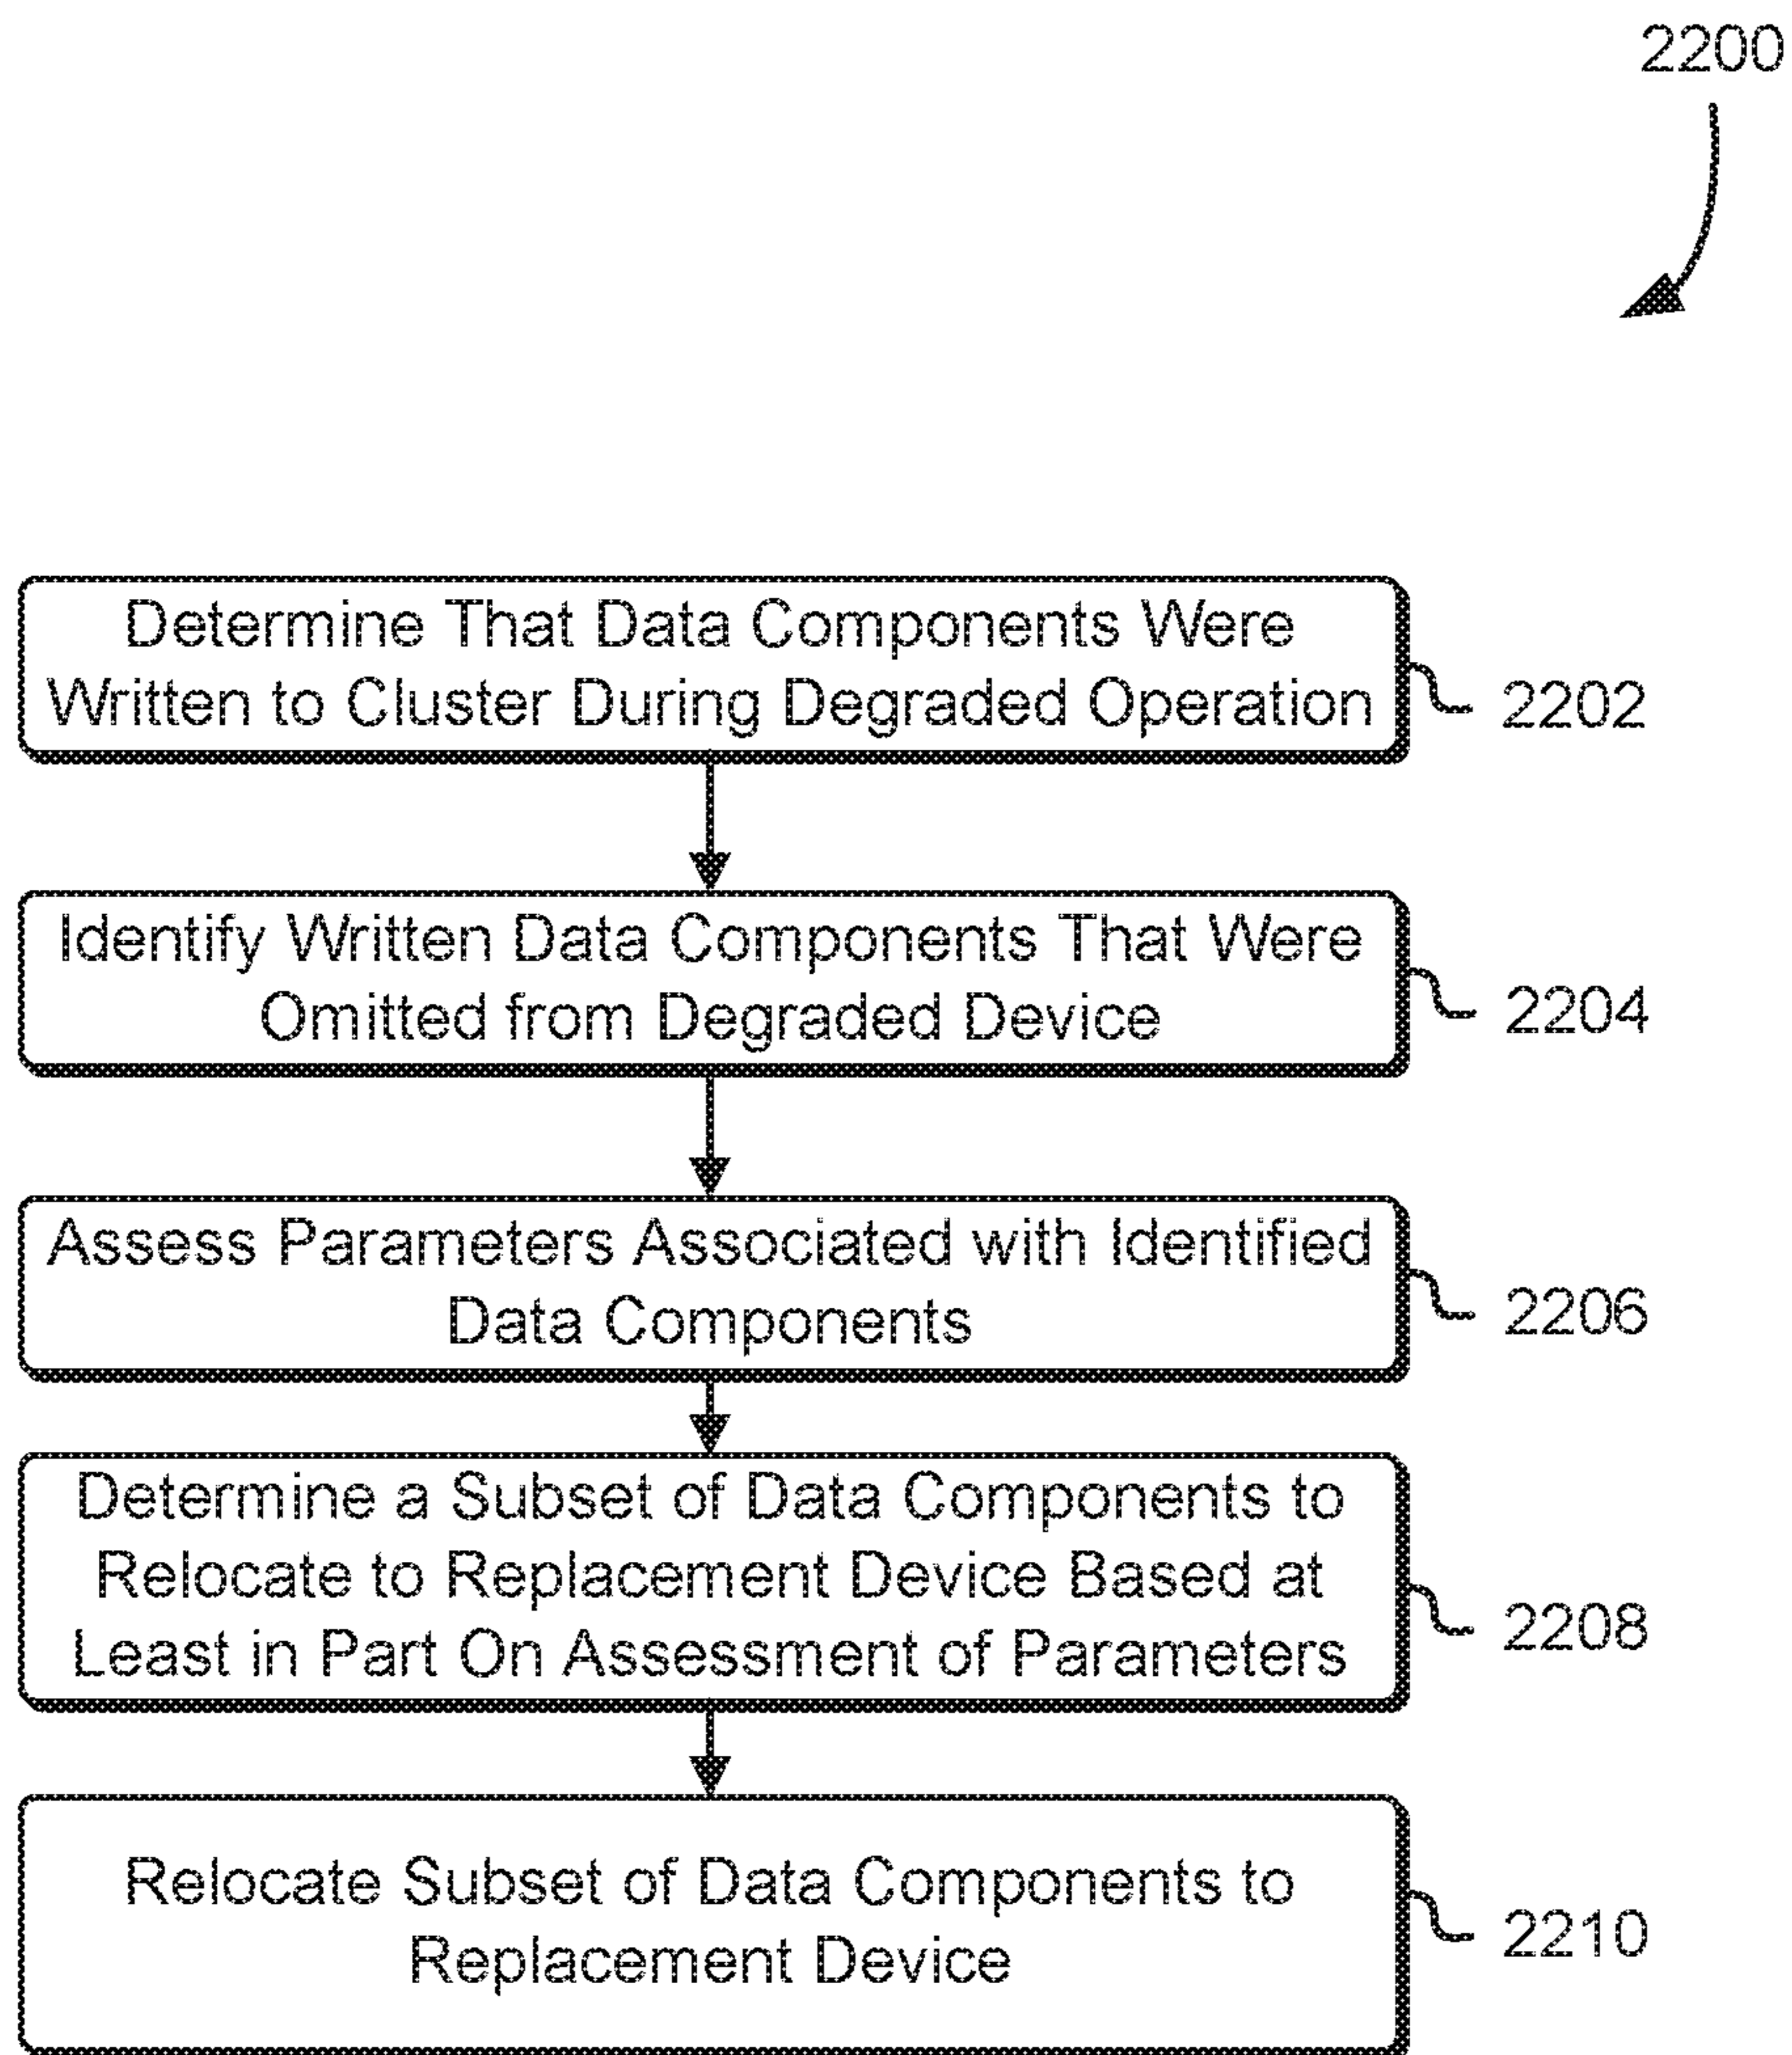 2200
Determine That Data Components Were
Written to Cluster During Degraded Operation
2202
Identify Written Data Components That Were
Omitted from Degraded Device
2204
Assess Parameters Associated with Identified
Data Components
2206
Determine a Subset of Data Components to
Relocate to Replacement Device Based at
Least in Part On Assessment of Parameters
2208
Relocate Subset of Data Components to
Replacement Device
2210